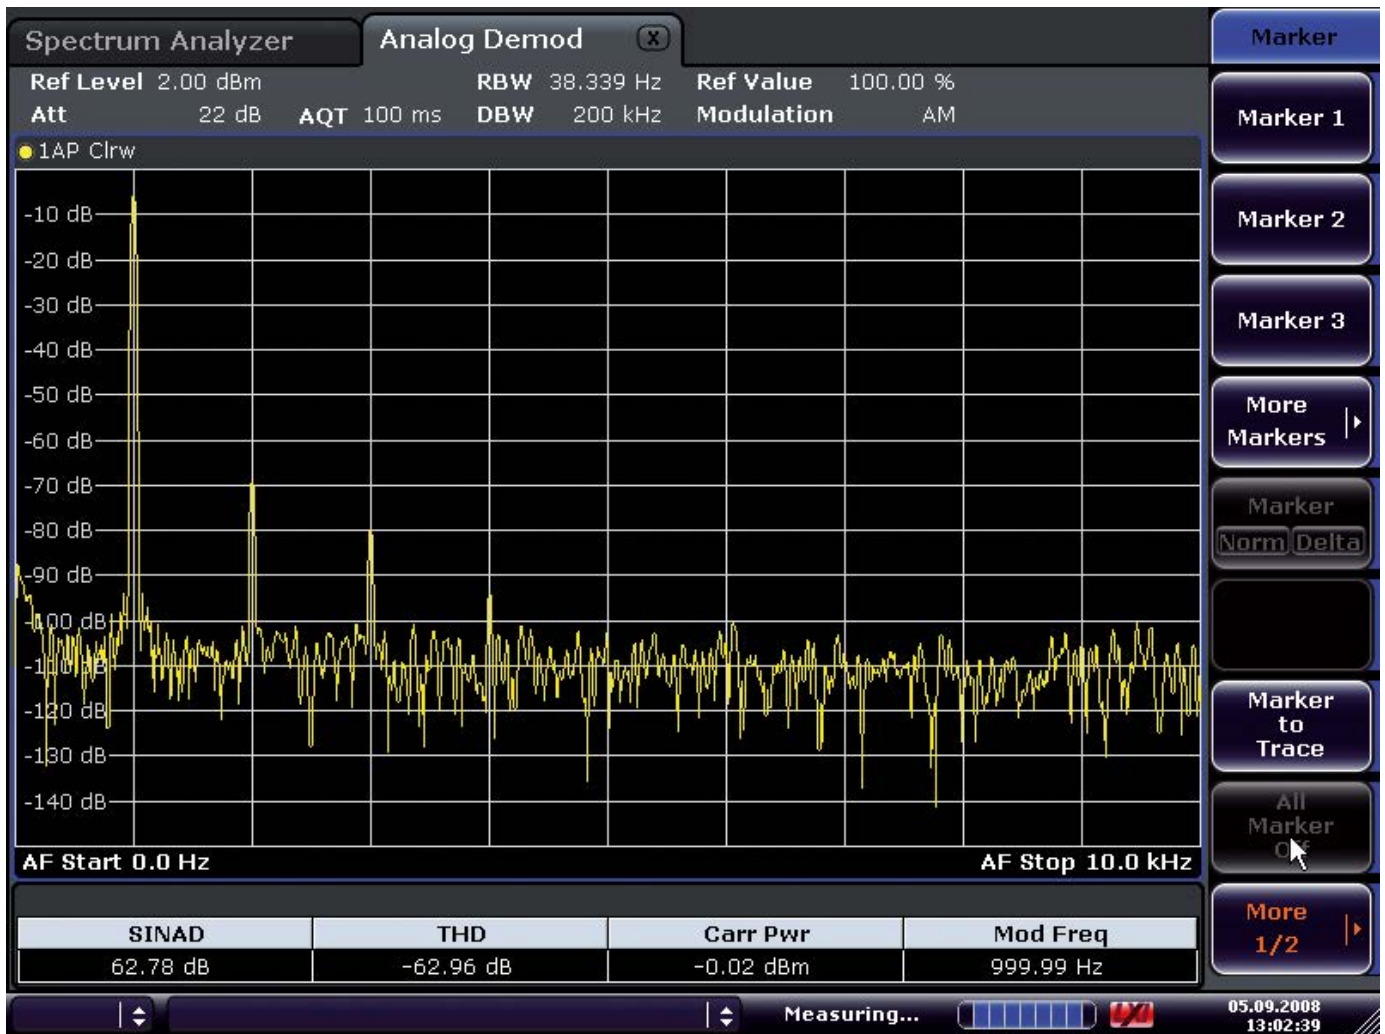 Spectrum Analyzer Analog Demod X
Ref Level 2.00 dBm RBW 38.339 Hz Ref Value 100.00 %
Att 22 dB AQT 100 ms DBW 200 kHz Modulation AM
1AP Clrw
-10 dB
-20 dB
-30 dB
-40 dB
-50 dB
-60 dB
-70 dB
-80 dB
-90 dB
-100 dB
-110 dB
-120 dB
-130 dB
-140 dB
AF Start 0.0 Hz AF Stop 10.0 kHz
SINAD THD Carr Pwr Mod Freq
62.78 dB -62.96 dB -0.02 dBm 999.99 Hz
Measuring...
05.09.2008
13:02:39
Marker
Marker 1
Marker 2
Marker 3
More
Markers
Marker
Norm Delta
Marker
to
Trace
All
Marker
Off
More
1/2